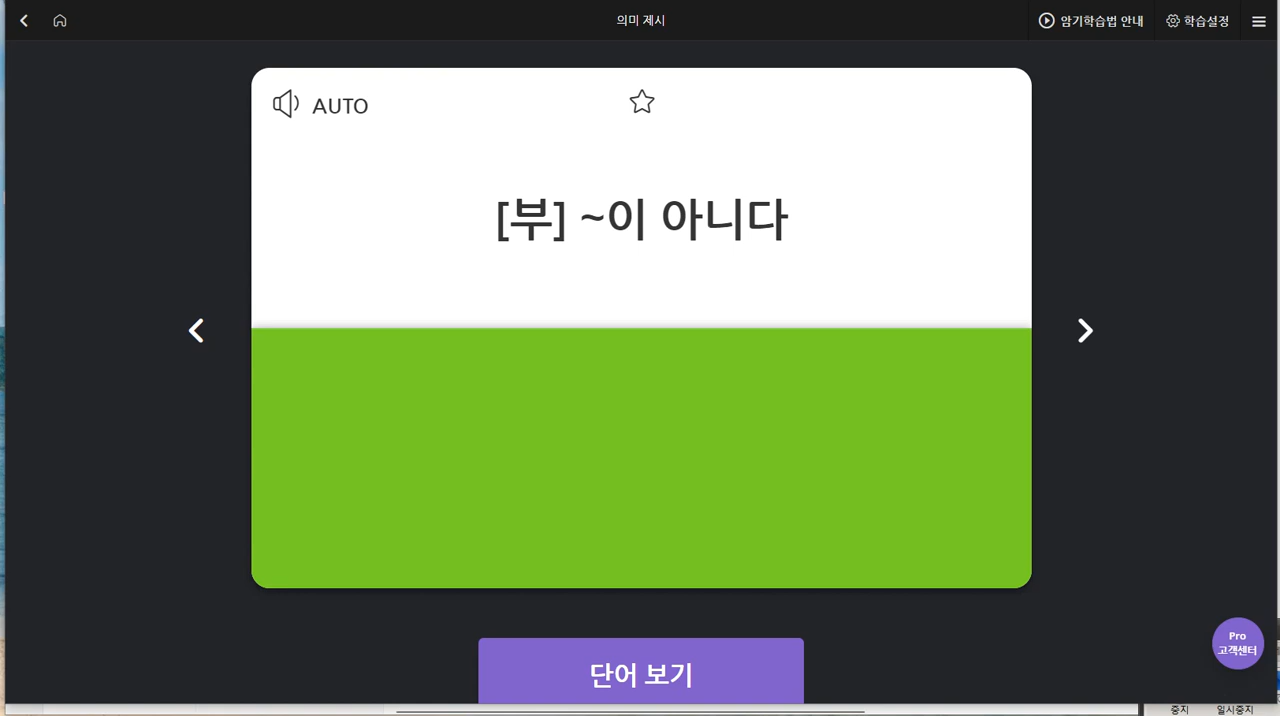 의미 제시
암기학습법 안내
학습설정
AUTO
[부] ~이 아니다
단어 보기
Pro
고객센터
중지
일시중지